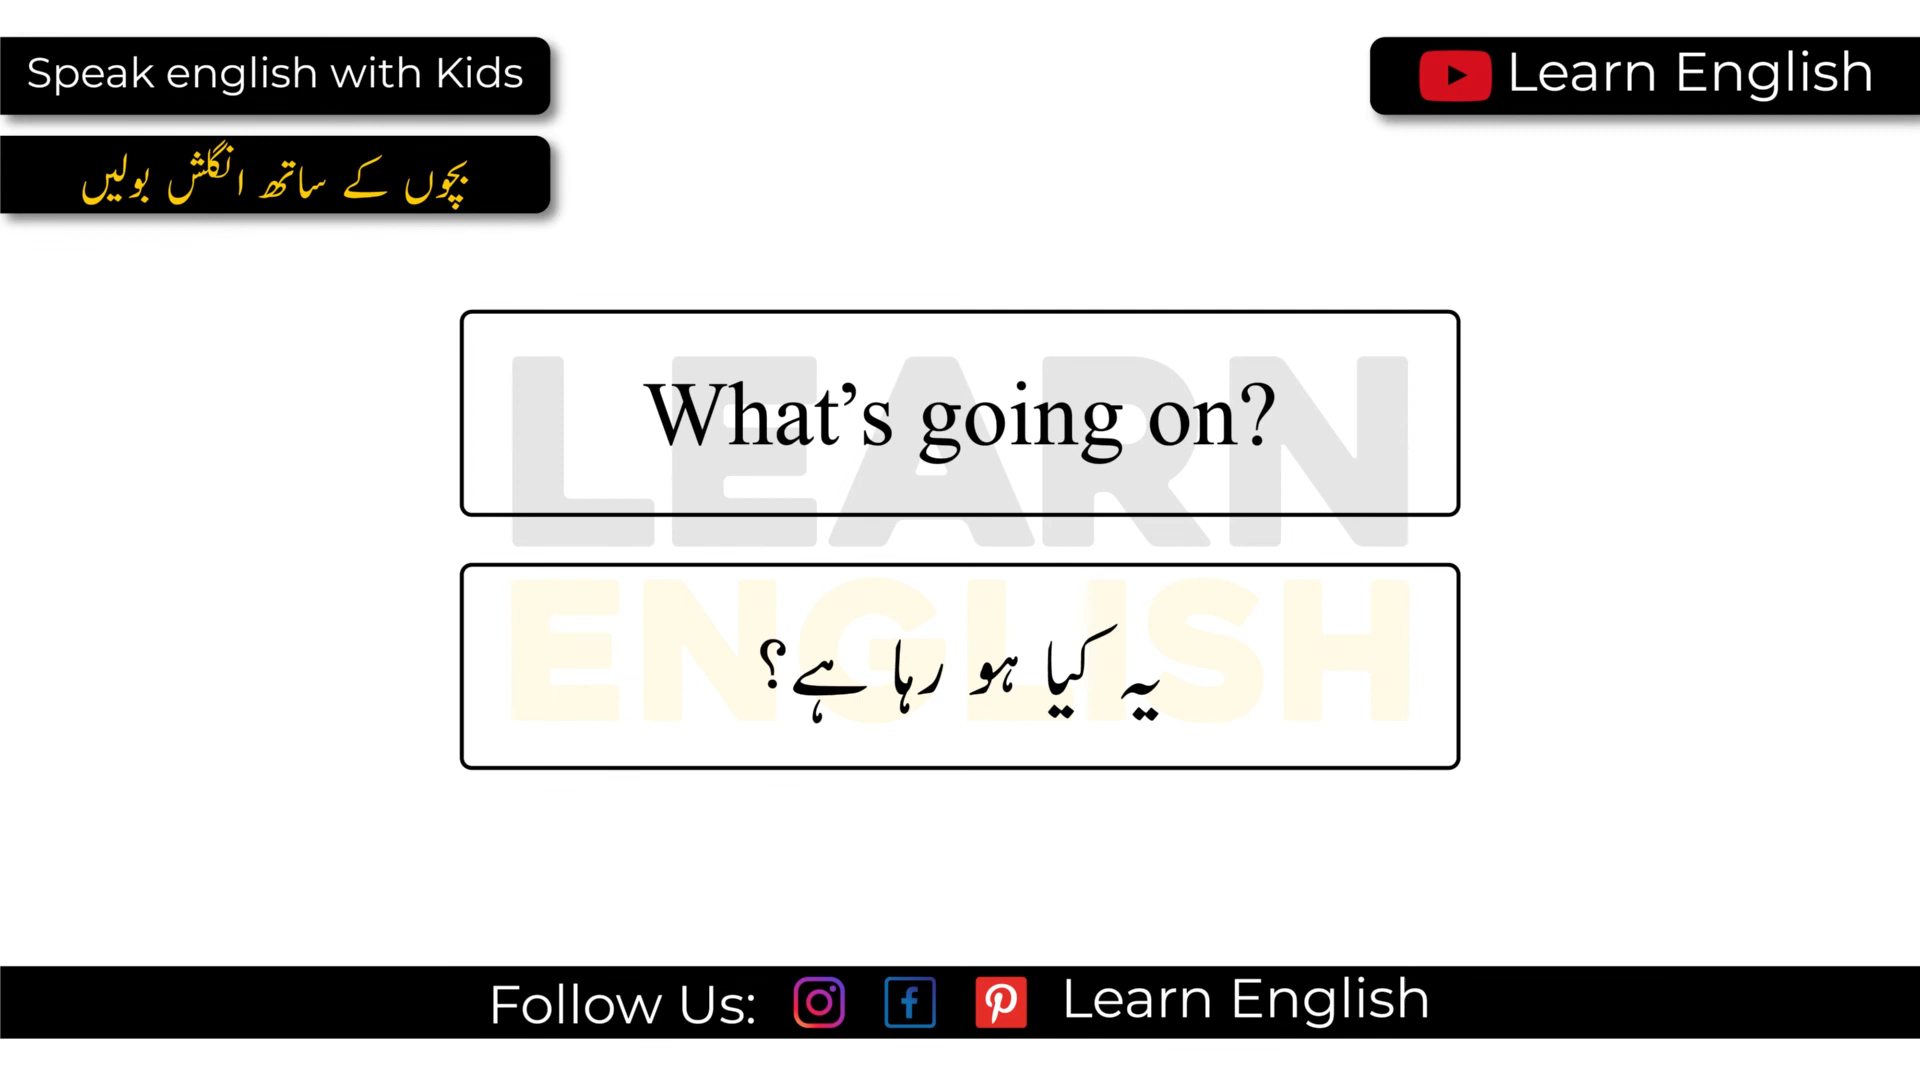 Speak english with Kids
Learn English
بچوں کے ساتھ انگلش بولیں
LEARN
What’s going on?
ENGLISH
یہ کیا ہو رہا ہے؟
Follow Us: Learn English